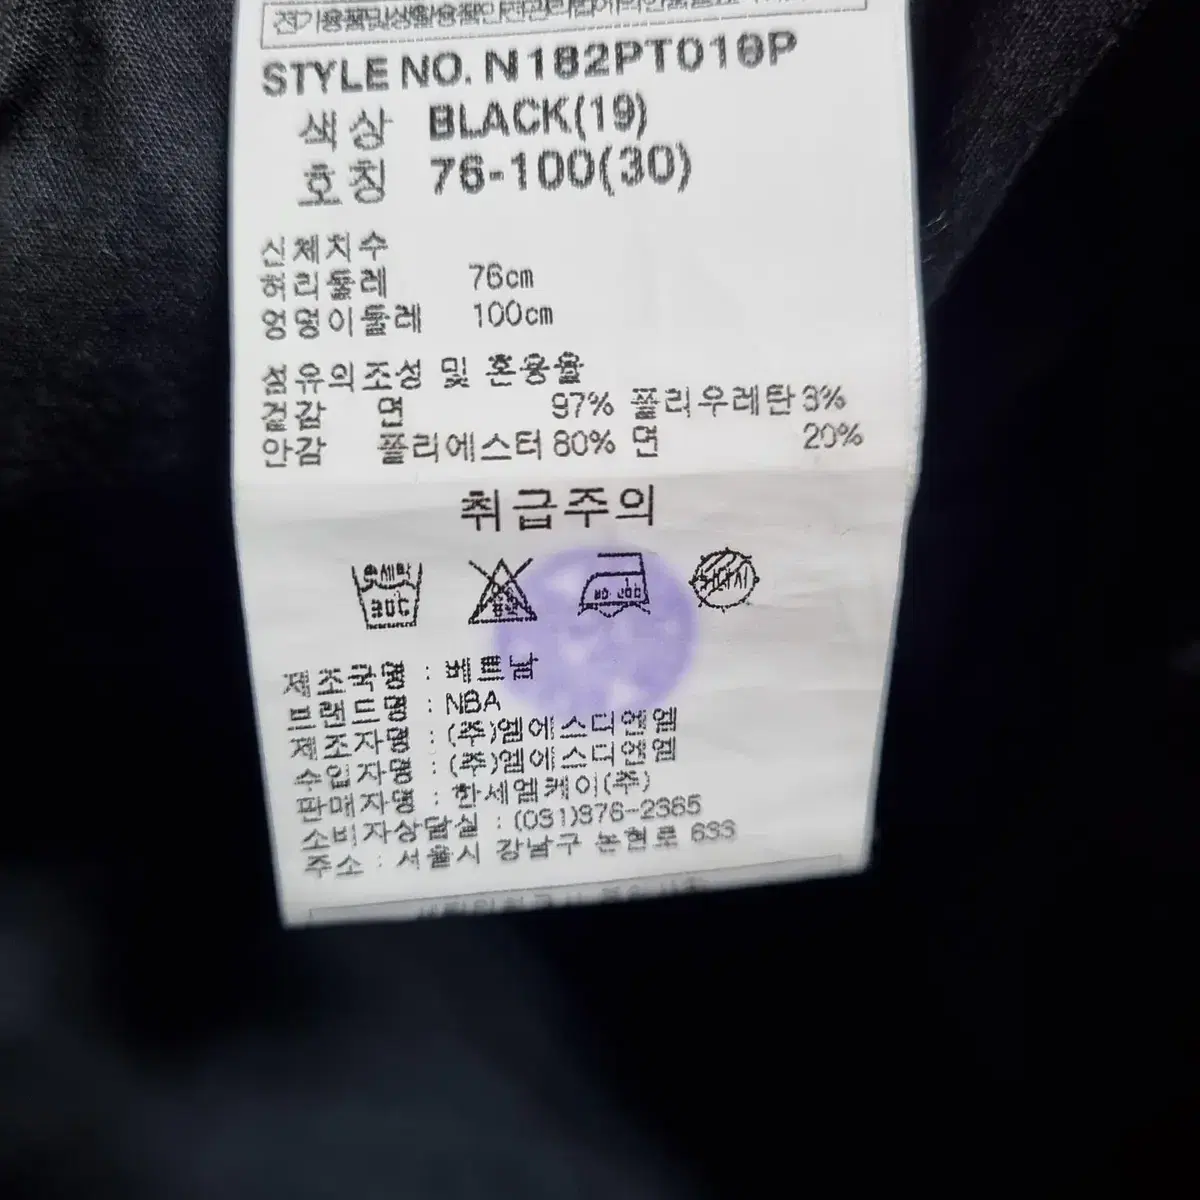 STYLE NO. N182PT010P
색상 BLACK(19)
호칭 76-100(30)
신체치수
허리둘레 76cm
엉덩이둘레 100cm
섬유의조성 및 혼용율
겉감 면 97% 폴리우레탄 3%
안감 폴리에스터 80% 면 20%
취급주의
제조국명 : 베트남
브랜드명 : NBA
제조자명 : (주)엠에스디엔엠
수입자명 : (주)엠에스디엔엠
판매자명 : 한세엠케이(주)
소비자상담실 : (031)376-2365
주소 : 서울시 강남구 논현로 633